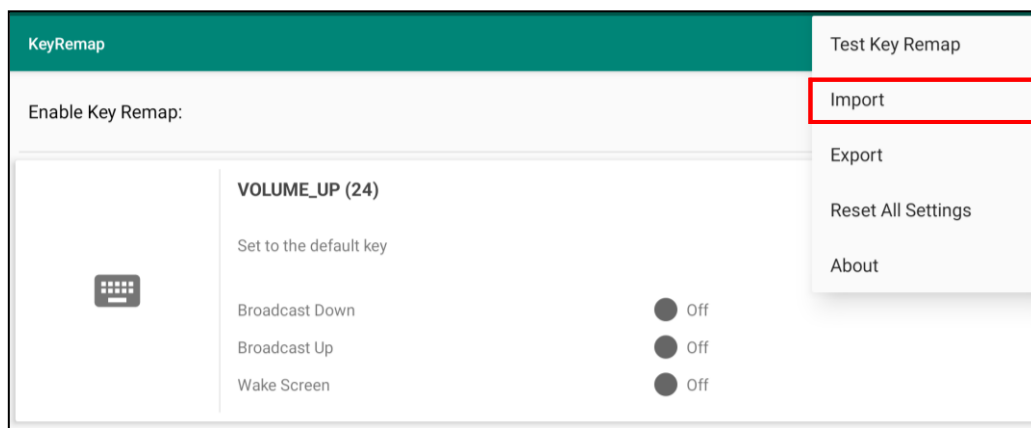 KeyRemap
Test Key Remap
Import
Export
Reset All Settings
About
Enable Key Remap:
VOLUME_UP (24)
Set to the default key
Broadcast Down Off
Broadcast Up Off
Wake Screen Off